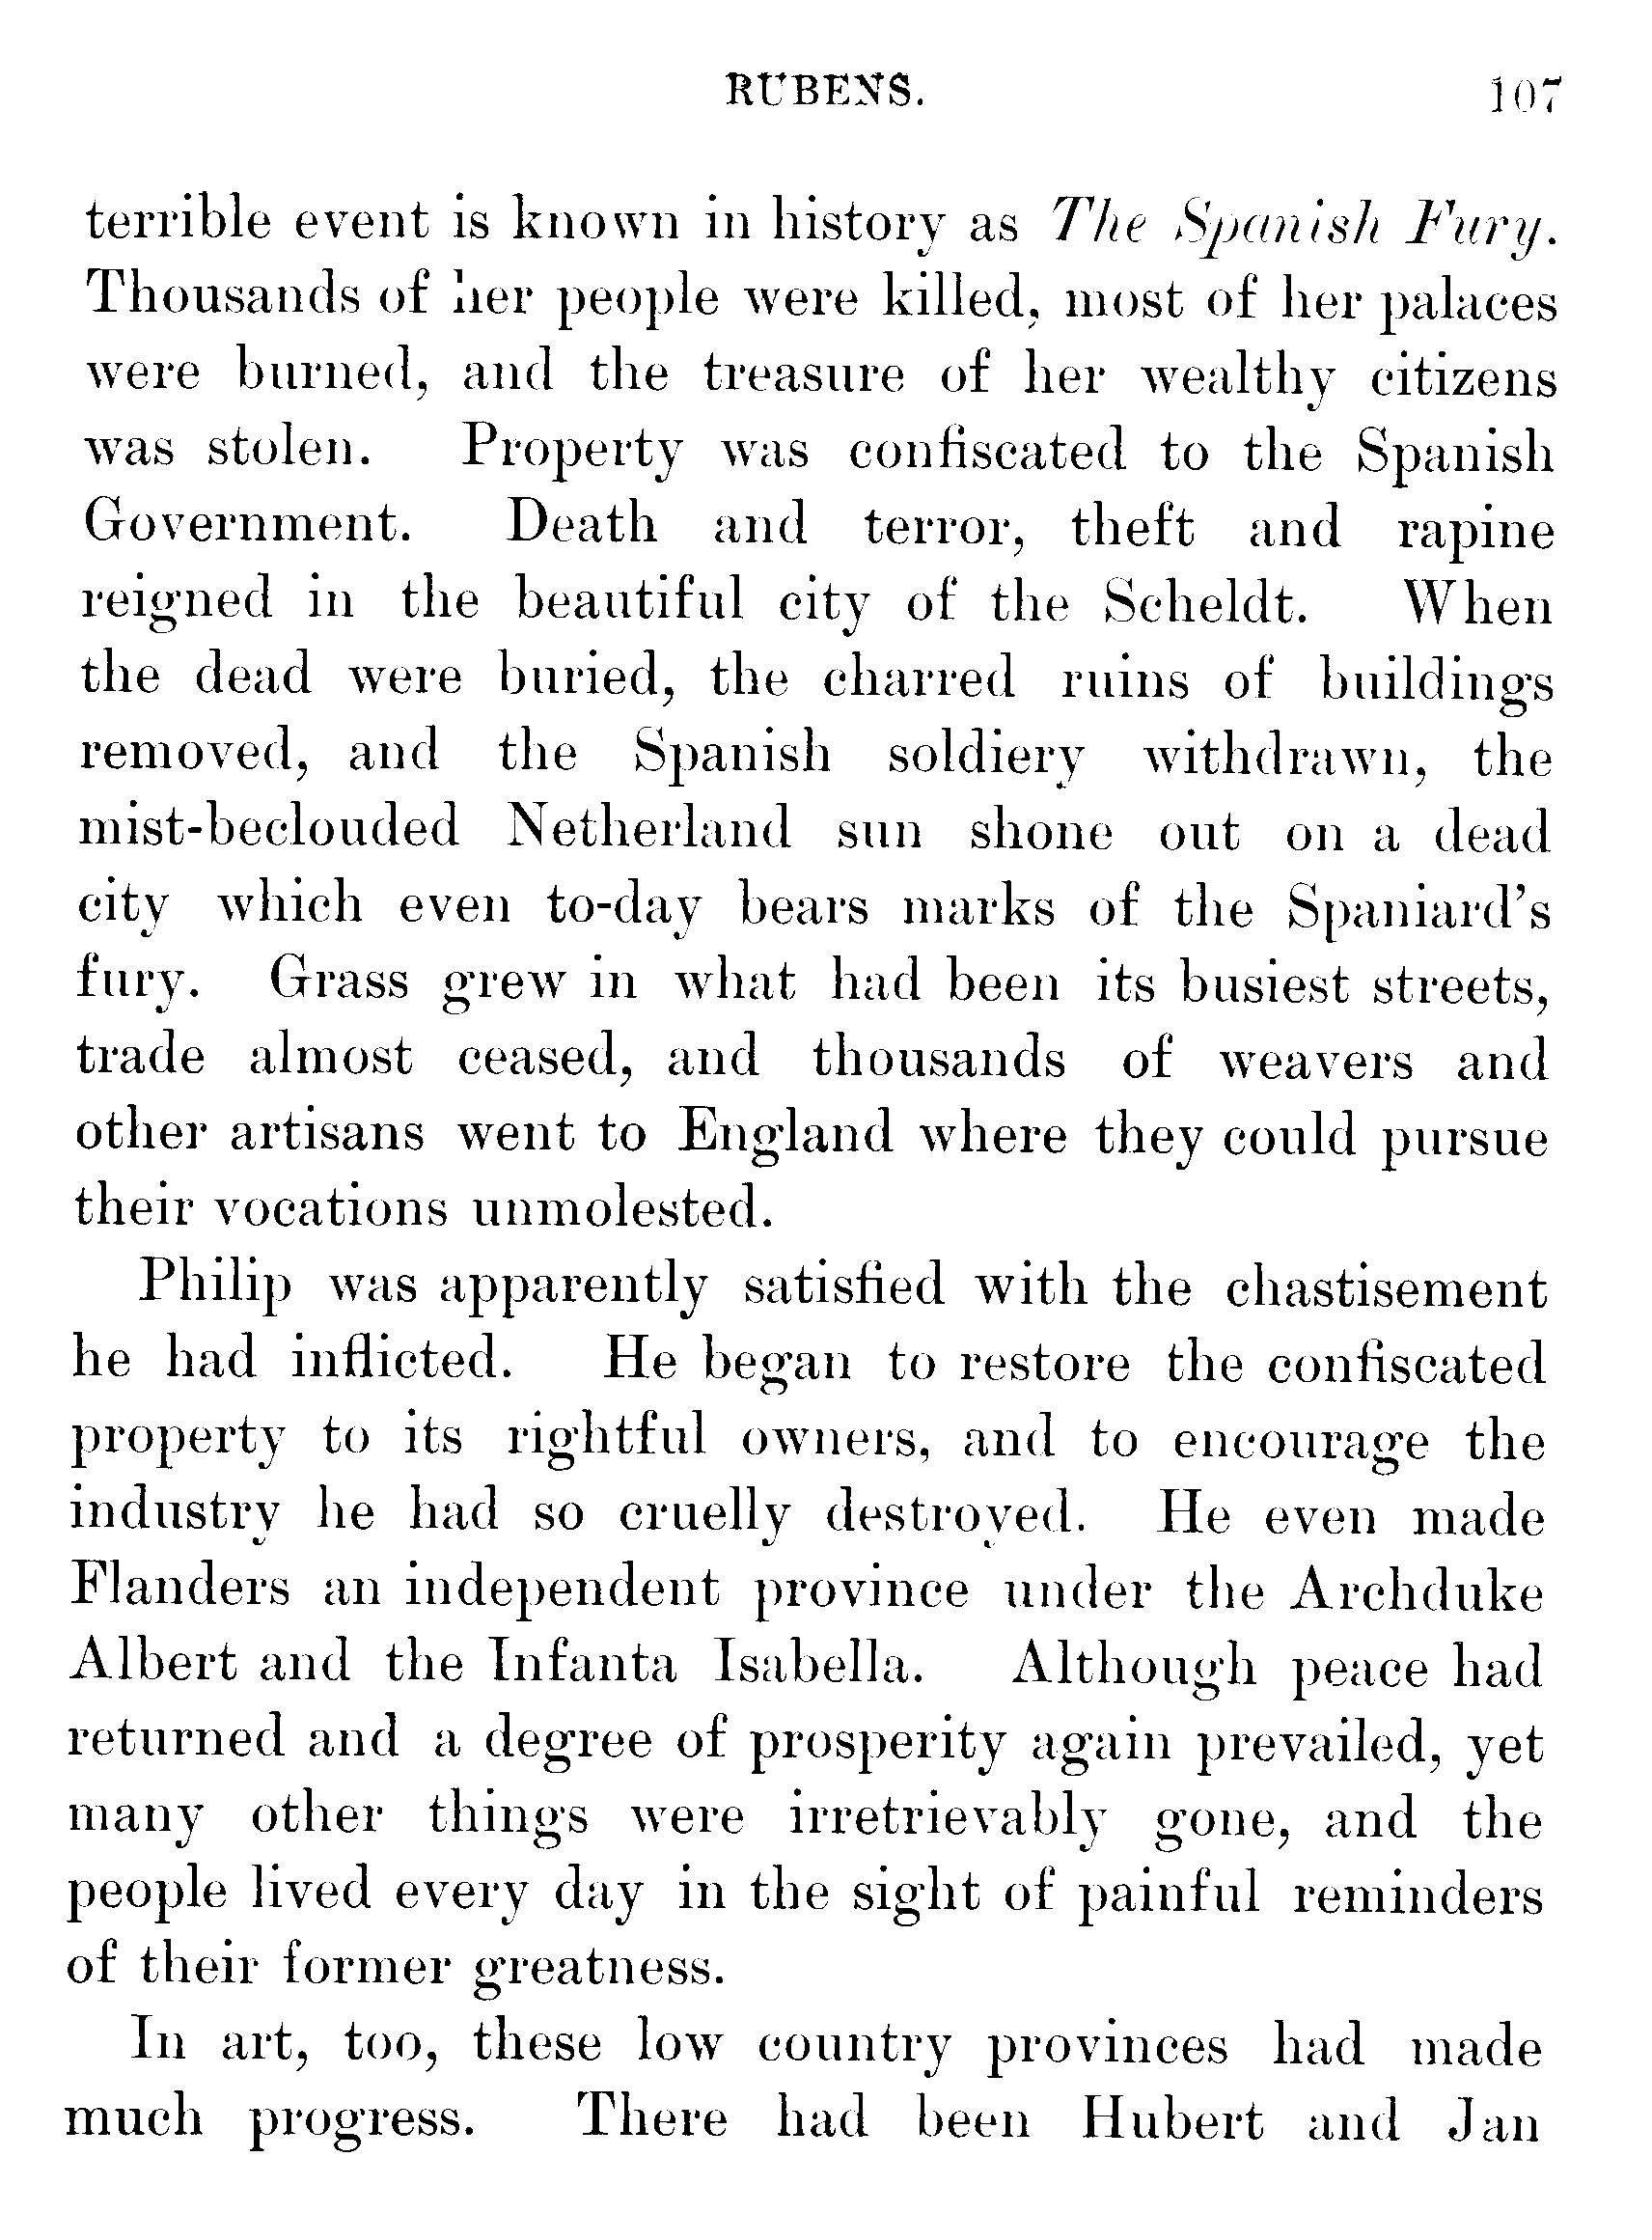 RUBENS. 107
terrible event is known in history as The Spanish Fury.
Thousands of her people were killed, most of her palaces
were burned, and the treasure of her wealthy citizens
was stolen. Property was confiscated to the Spanish
Government. Death and terror, theft and rapine
reigned in the beautiful city of the Scheldt. When
the dead were buried, the charred ruins of buildings
removed, and the Spanish soldiery withdrawn, the
mist-beclouded Netherland sun shone out on a dead
city which even to-day bears marks of the Spaniard's
fury. Grass grew in what had been its busiest streets,
trade almost ceased, and thousands of weavers and
other artisans went to England where they could pursue
their vocations unmolested.
Philip was apparently satisfied with the chastisement
he had inflicted. He began to restore the confiscated
property to its rightful owners, and to encourage the
industry he had so cruelly destroyed. He even made
Flanders an independent province under the Archduke
Albert and the Infanta Isabella. Although peace had
returned and a degree of prosperity again prevailed, yet
many other things were irretrievably gone, and the
people lived every day in the sight of painful reminders
of their former greatness.
In art, too, these low country provinces had made
much progress. There had been Hubert and Jan